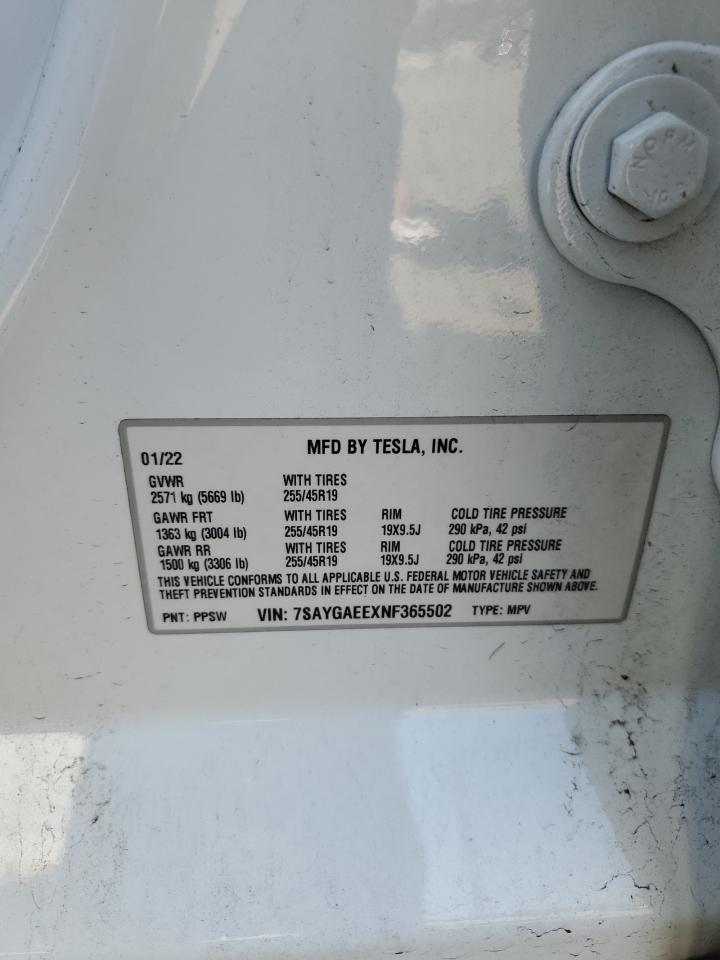 MFD BY TESLA, INC.
01/22
GVWR WITH TIRES
2571 kg (5669 lb) 255/45R19
GAWR FRT WITH TIRES RIM COLD TIRE PRESSURE
1363 kg (3004 lb) 255/45R19 19X9.5J 290 kPa, 42 psi
GAWR RR WITH TIRES RIM COLD TIRE PRESSURE
1500 kg (3306 lb) 255/45R19 19X9.5J 290 kPa, 42 psi
THIS VEHICLE CONFORMS TO ALL APPLICABLE U.S. FEDERAL MOTOR VEHICLE SAFETY AND
THEFT PREVENTION STANDARDS IN EFFECT ON THE DATE OF MANUFACTURE SHOWN ABOVE.
PNT: PPSW VIN: 7SAYGAEEXNF365502 TYPE: MPV